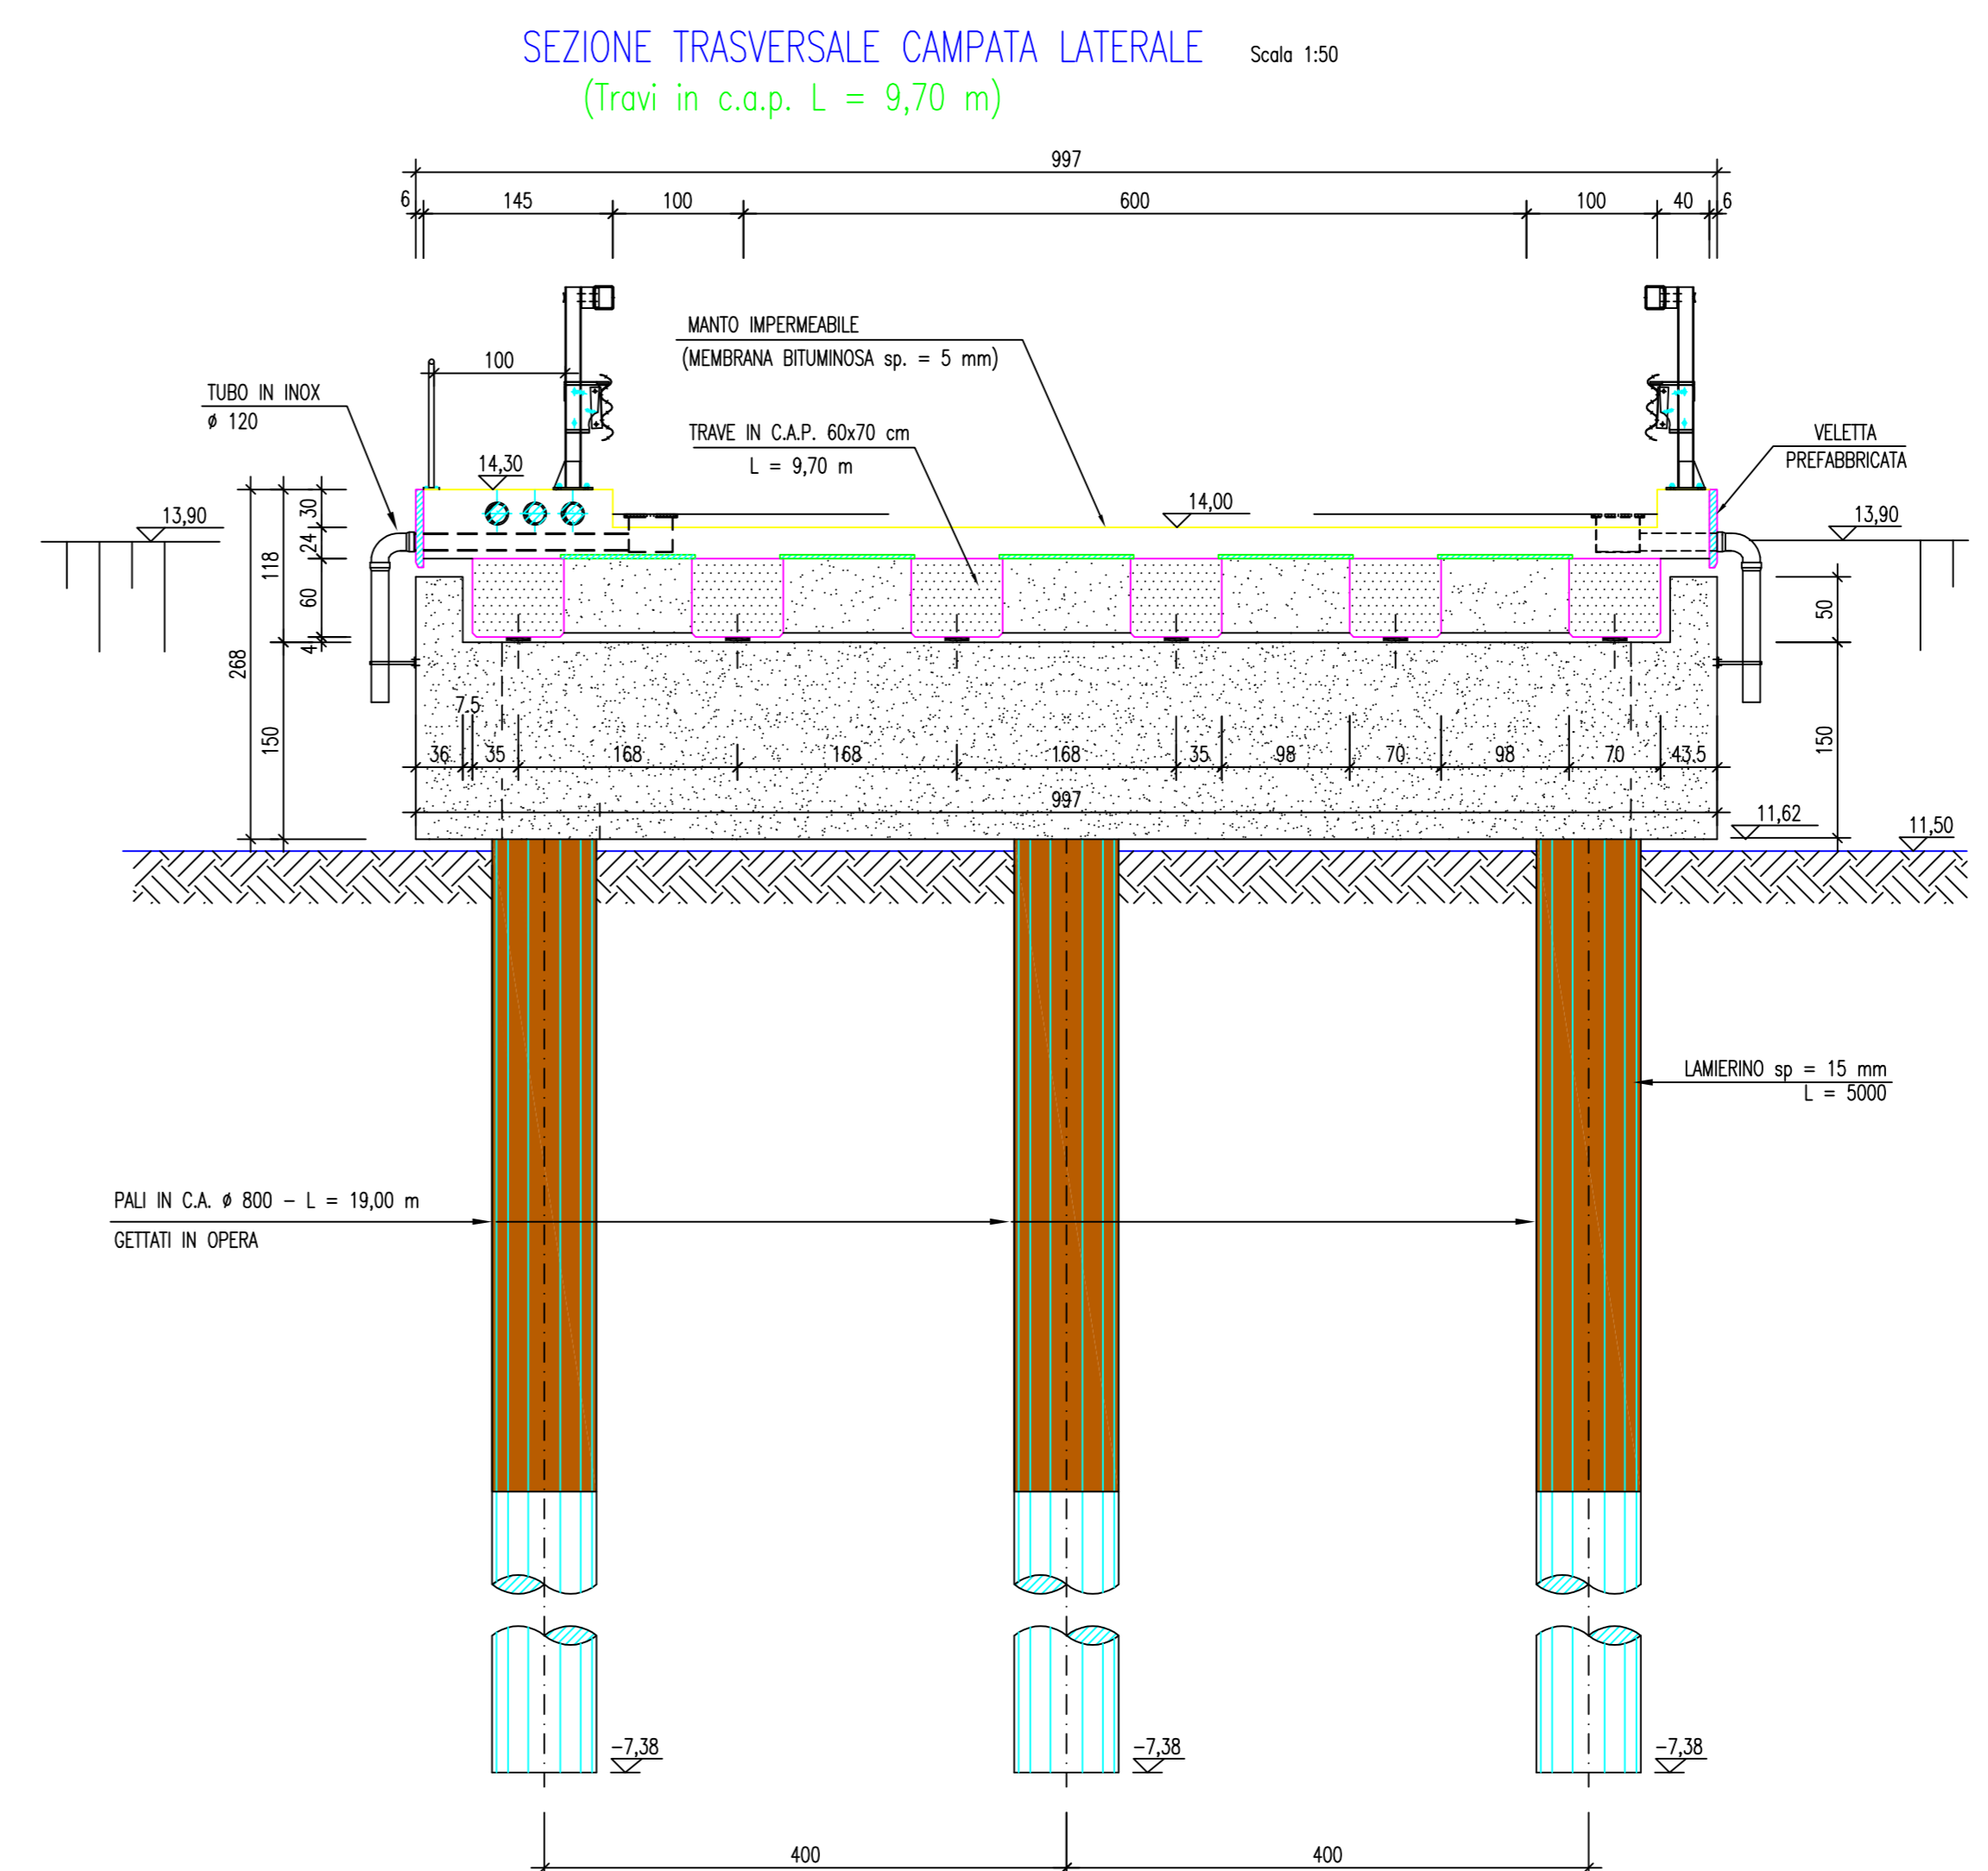 SEZIONE TRASVERSALE CAMPATA LATERALE Scala 1:50
(Travi in c.a.p. L = 9,70 m)
997
6 145 100 600 100 40 6
MANTO IMPERMEABILE
(MEMBRANA BITUMINOSA sp. = 5 mm)
100
TUBO IN INOX
ø 120
TRAVE IN C.A.P. 60x70 cm
L = 9,70 m
VELETTA
PREFABBRICATA
14,30
14,00
13,90
13,90
30
24
118
60
4
268
150
50
150
7.5
36 35 168 168 168 35 98 70 98 70 43.5
997
11,62
11,50
LAMIERINO sp = 15 mm
L = 5000
PALI IN C.A. ø 800 - L = 19,00 m
GETTATI IN OPERA
-7,38 -7,38 -7,38
400 400